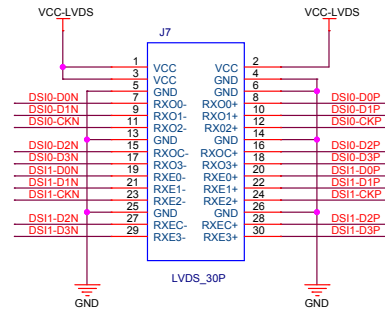 VCC-LVDS VCC-LVDS
J7
1 VCC VCC 2
3 VCC GND 4
5 GND GND 6
DSI0-D0N 7 RXO0- RXO0+ 8 DSI0-D0P
DSI0-D1N 9 RXO1- RXO1+ 10 DSI0-D1P
DSI0-CKN 11 RXO2- RX02+ 12 DSI0-CKP
13 GND GND 14
DSI0-D2N 15 RXOC- RXOC+ 16 DSI0-D2P
DSI0-D3N 17 RXO3- RXO3+ 18 DSI0-D3P
DSI1-D0N 19 RXE0- RXE0+ 20 DSI1-D0P
DSI1-D1N 21 RXE1- RXE1+ 22 DSI1-D1P
DSI1-CKN 23 RXE2- RXE2+ 24 DSI1-CKP
25 GND GND 26
DSI1-D2N 27 RXEC- RXEC+ 28 DSI1-D2P
DSI1-D3N 29 RXE3- RXE3+ 30 DSI1-D3P
LVDS_30P
GND GND